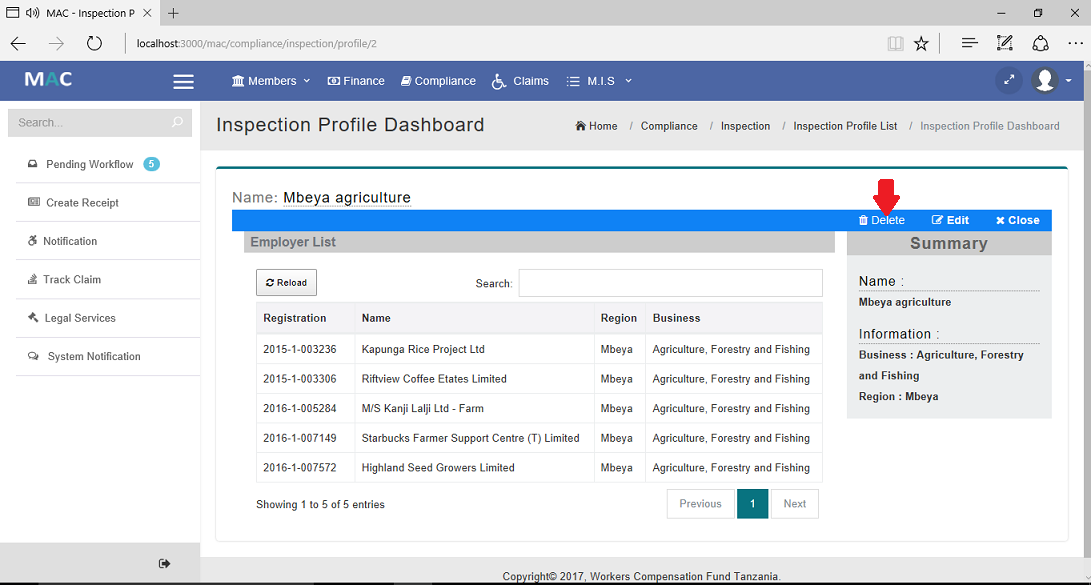 MAC - Inspection P
localhost:3000/mac/compliance/inspection/profile/2
MAC Members Finance Compliance Claims M.I.S
Search...
Inspection Profile Dashboard
Home / Compliance / Inspection / Inspection Profile List / Inspection Profile Dashboard
Pending Workflow 5
Create Receipt
Notification
Track Claim
Legal Services
System Notification
Name: Mbeya agriculture
Delete Edit Close
Employer List
Reload Search:
Registration Name Region Business
2015-1-003236 Kapunga Rice Project Ltd Mbeya Agriculture, Forestry and Fishing
2015-1-003306 Riftview Coffee Etates Limited Mbeya Agriculture, Forestry and Fishing
2016-1-005284 M/S Kanji Lalji Ltd - Farm Mbeya Agriculture, Forestry and Fishing
2016-1-007149 Starbucks Farmer Support Centre (T) Limited Mbeya Agriculture, Forestry and Fishing
2016-1-007572 Highland Seed Growers Limited Mbeya Agriculture, Forestry and Fishing
Showing 1 to 5 of 5 entries
Previous 1 Next
Summary
Name :
Mbeya agriculture
Information :
Business : Agriculture, Forestry
and Fishing
Region : Mbeya
Copyright© 2017, Workers Compensation Fund Tanzania.